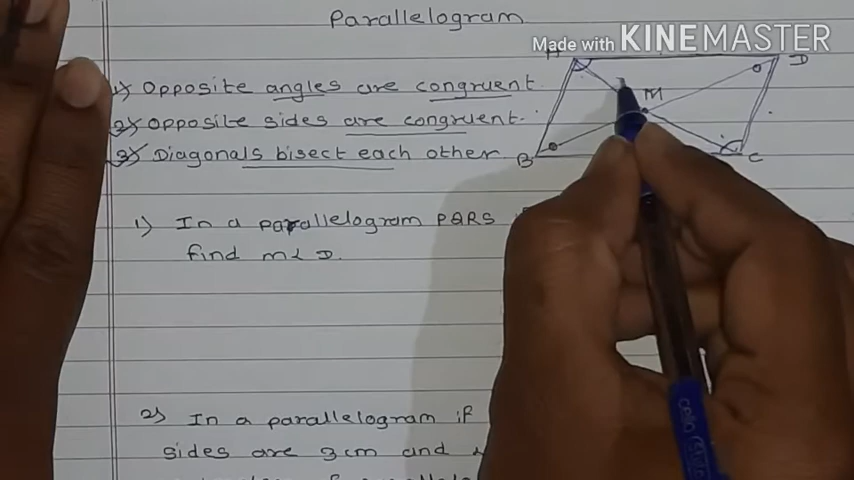 Parallelogram
Made with KINEMASTER
A D
1) Opposite angles are congruent
M
2) Opposite sides are congruent.
3) Diagonals bisect each other
B C
1) In a parallelogram PQRS
find m∠D.
2) In a parallelogram if
sides are 3cm and
cello